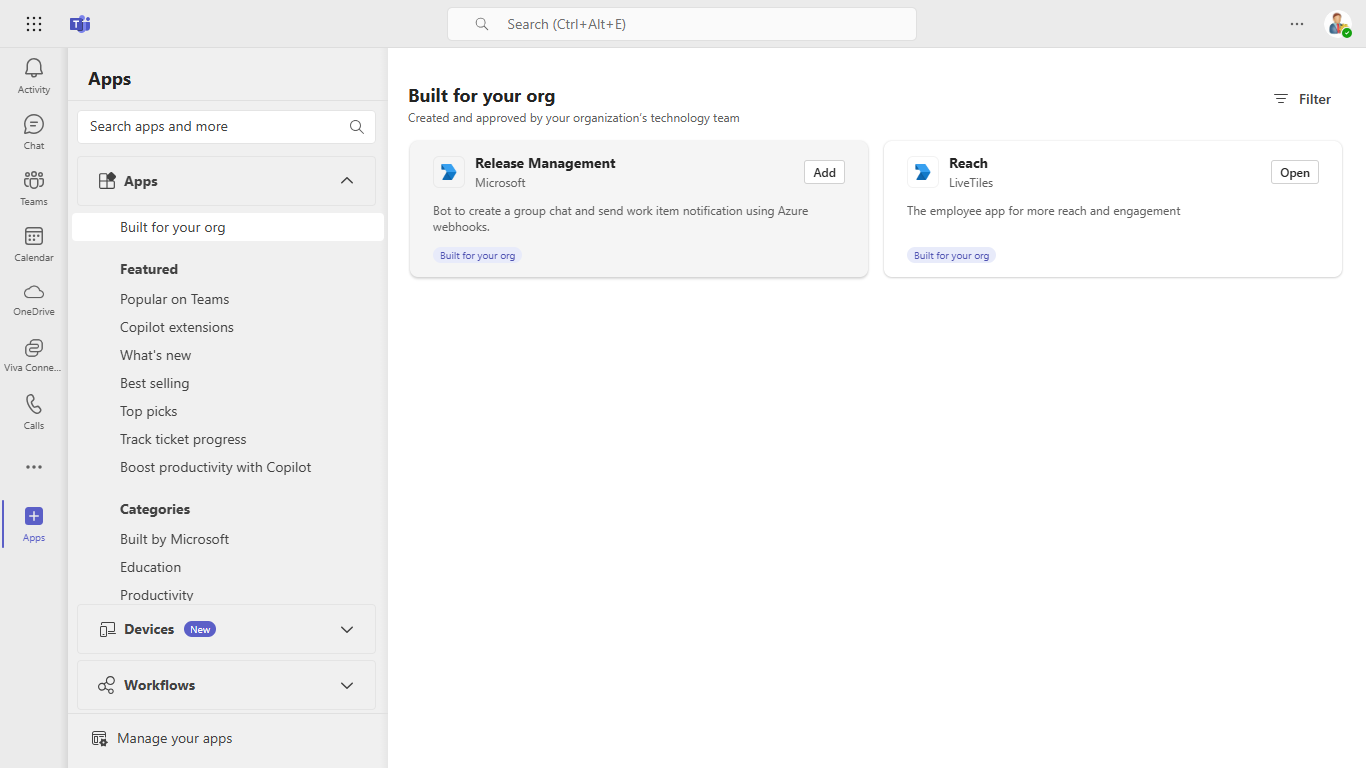 Search (Ctrl+Alt+E)
Activity
Chat
Teams
Calendar
OneDrive
Viva Conne...
Calls
Apps
Apps
Search apps and more
Apps
Built for your org
Featured
Popular on Teams
Copilot extensions
What's new
Best selling
Top picks
Track ticket progress
Boost productivity with Copilot
Categories
Built by Microsoft
Education
Productivity
Devices New
Workflows
Manage your apps
Built for your org
Created and approved by your organization's technology team
Filter
Release Management
Microsoft
Add
Bot to create a group chat and send work item notification using Azure
webhooks.
Built for your org
Reach
LiveTiles
Open
The employee app for more reach and engagement
Built for your org